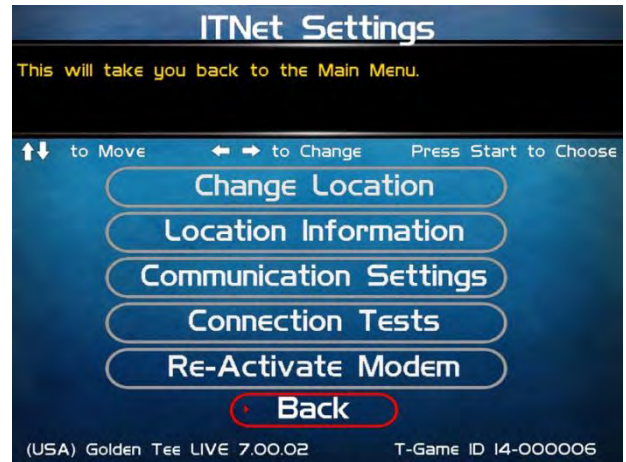 ITNet Settings
This will take you back to the Main Menu.
↑↓ to Move ← → to Change Press Start to Choose
Change Location
Location Information
Communication Settings
Connection Tests
Re-Activate Modem
Back
(USA) Golden Tee LIVE 7.00.02 T-Game ID 14-000006